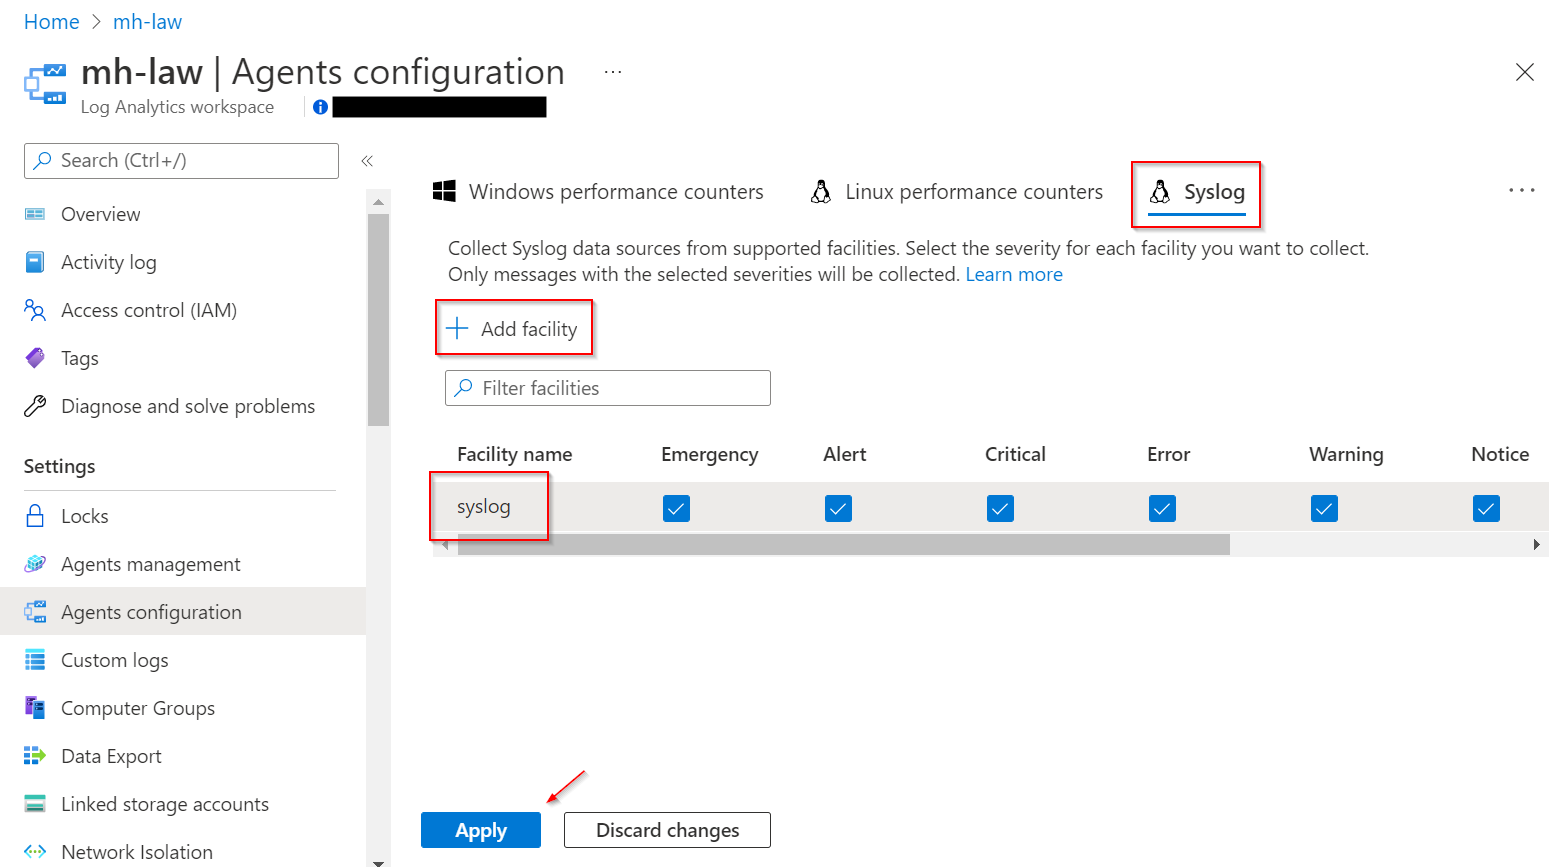 Home > mh-law
mh-law | Agents configuration ...
Log Analytics workspace
Search (Ctrl+/)
«
Overview
Activity log
Access control (IAM)
Tags
Diagnose and solve problems
Settings
Locks
Agents management
Agents configuration
Custom logs
Computer Groups
Data Export
Linked storage accounts
Network Isolation
Windows performance counters
Linux performance counters
Syslog
...
Collect Syslog data sources from supported facilities. Select the severity for each facility you want to collect.
Only messages with the selected severities will be collected. Learn more
+ Add facility
Filter facilities
Facility name Emergency Alert Critical Error Warning Notice
syslog
Apply
Discard changes